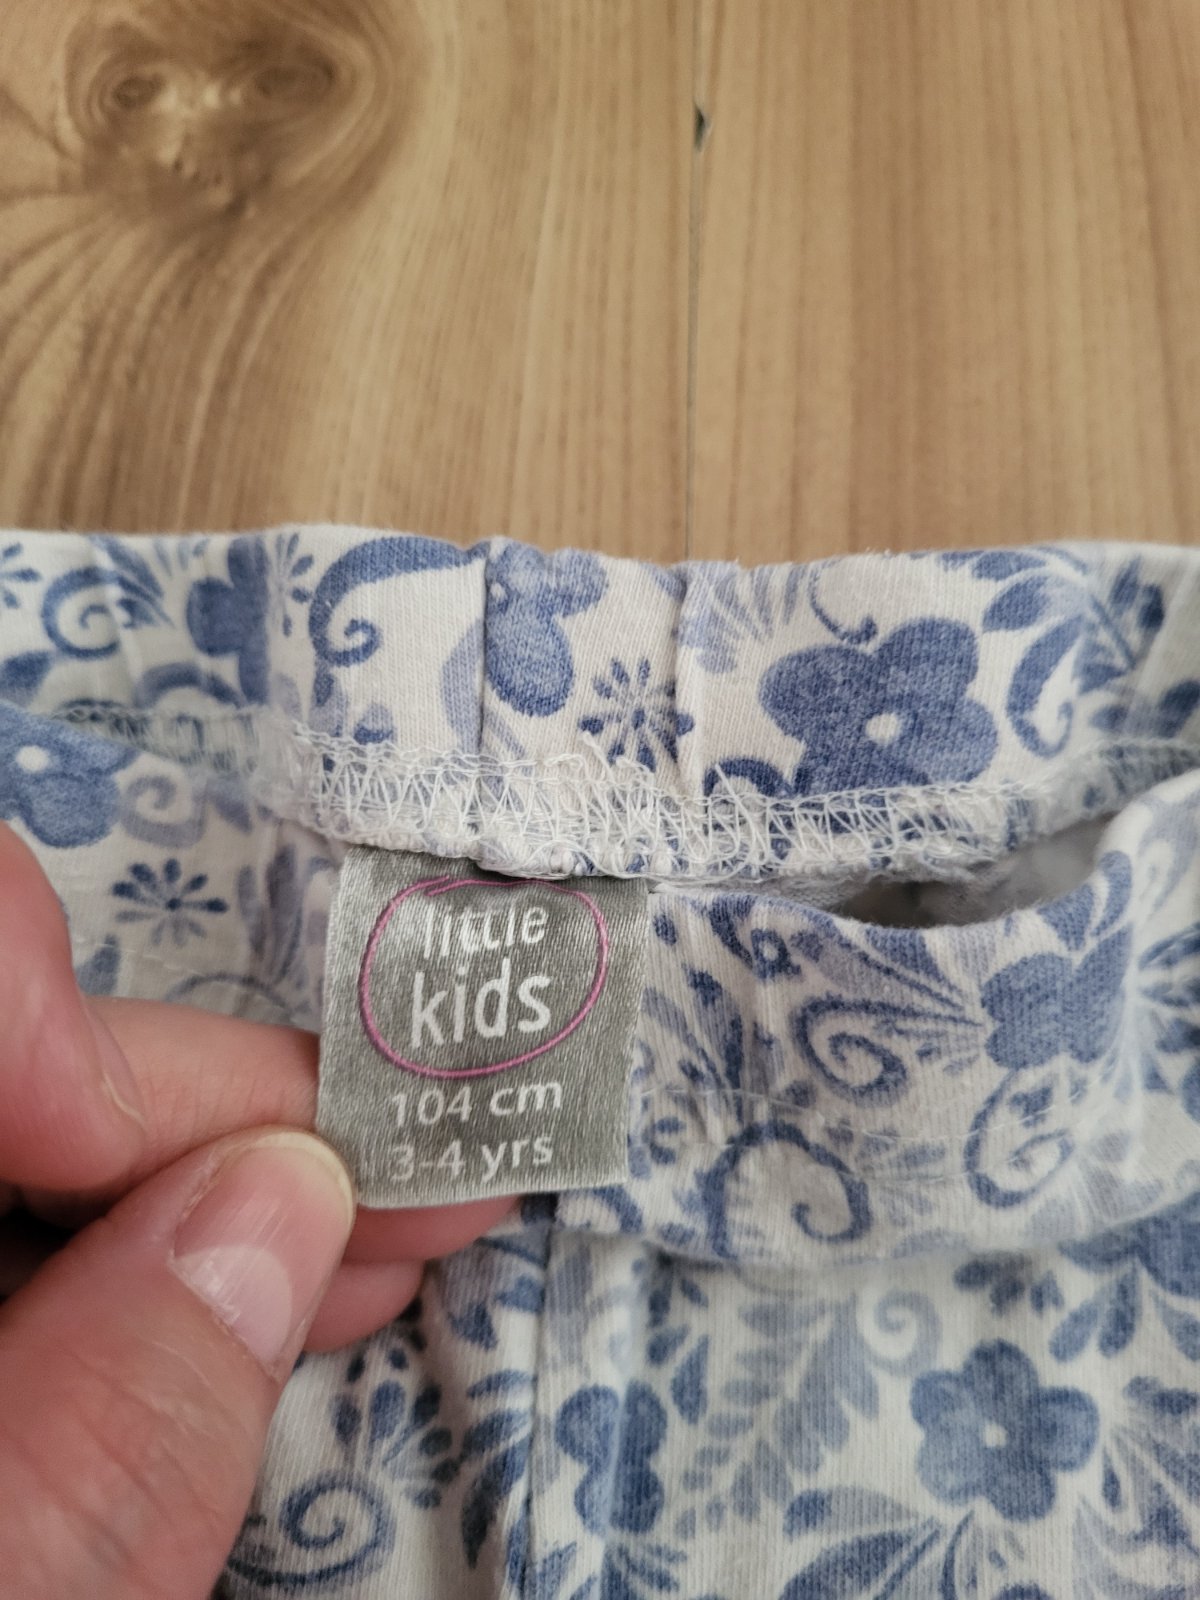 little
kids
104 cm
3-4 yrs